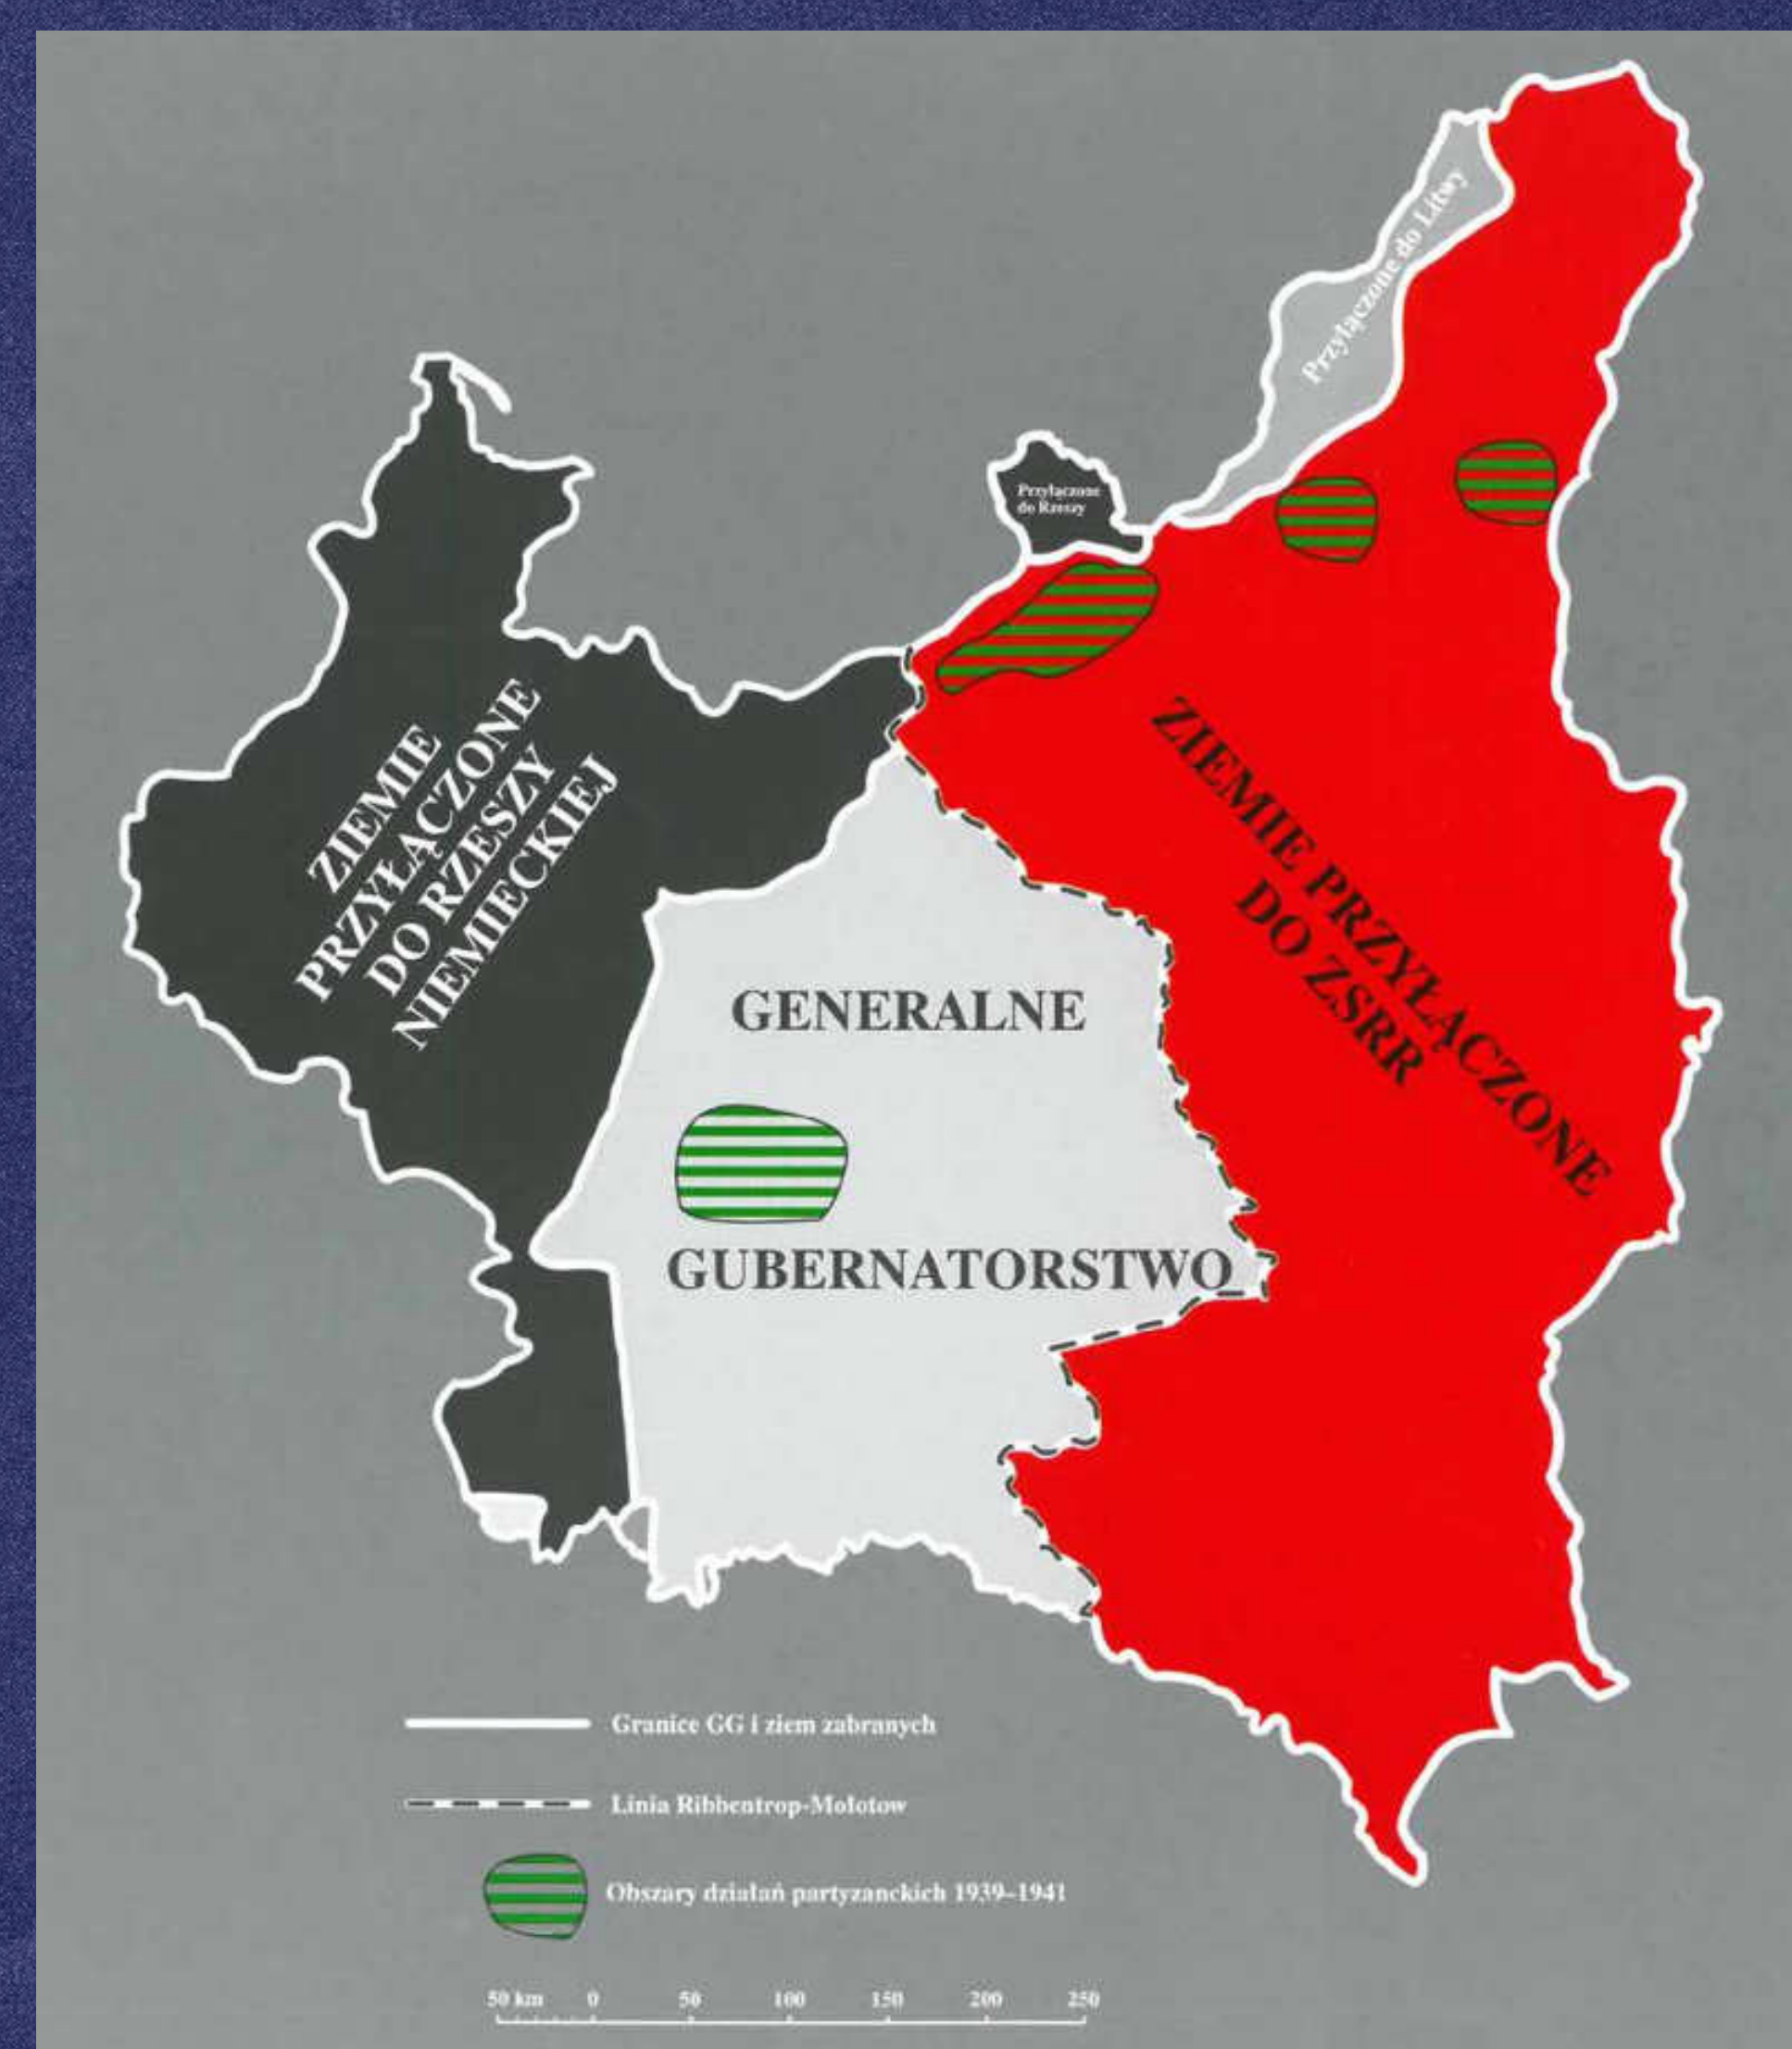 Przyłączone do Litwy
Przyłączone
do Rzeszy
ZIEMIE
PRZYŁĄCZONE
DO RZESZY
NIEMIECKIEJ
ZIEMIE PRZYŁĄCZONE
DO ZSRR
GENERALNE
GUBERNATORSTWO
Granice GG i ziem zabranych
Linia Ribbentrop-Mołotow
Obszary działań partyzanckich 1939–1941
50 km 0 50 100 150 200 250